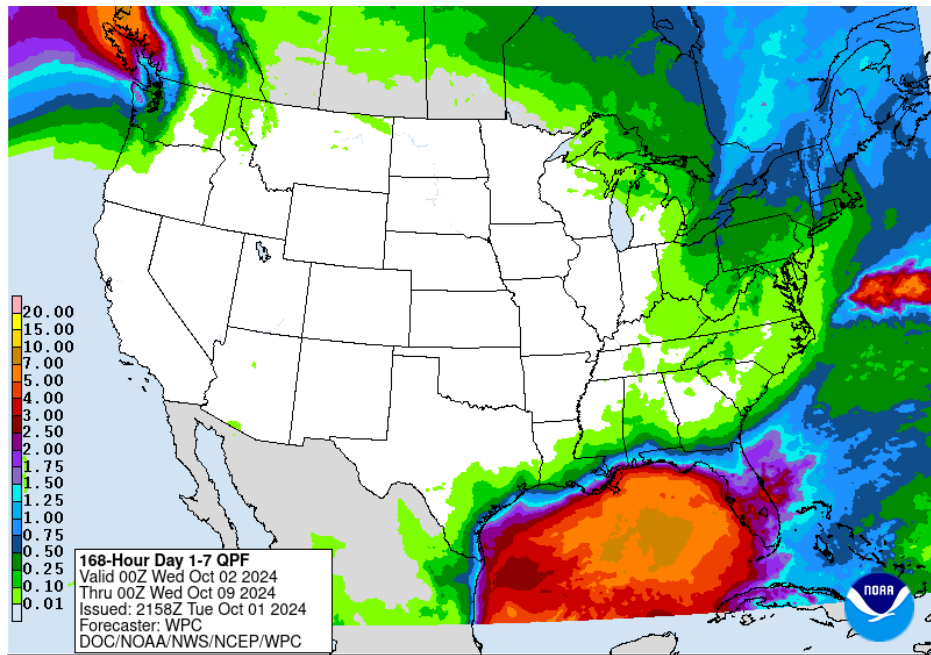 20.00
15.00
10.00
7.00
5.00
4.00
3.00
2.50
2.00
1.75
1.50
1.25
1.00
0.75
0.50
0.25
0.10
0.01
168-Hour Day 1-7 QPF
Valid 00Z Wed Oct 02 2024
Thru 00Z Wed Oct 09 2024
Issued: 2158Z Tue Oct 01 2024
Forecaster: WPC
DOC/NOAA/NWS/NCEP/WPC
NOAA